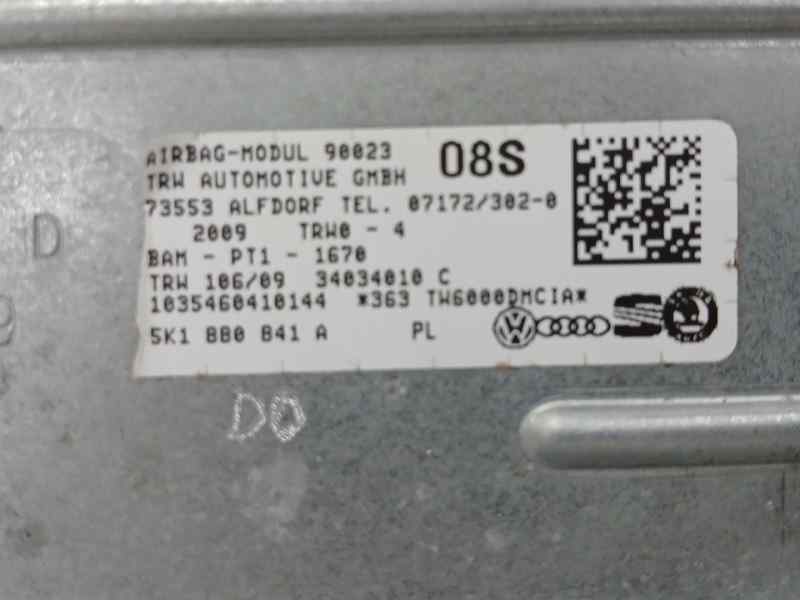 AIRBAG-MODUL 90023 08S
TRW AUTOMOTIVE GMBH
73553 ALFDORF TEL. 07172/302-0
2009 TRW0 - 4
BAM - PT1 - 1670
TRW 106/09 34034010 C
1035460410144 *363 TW6000DMCIA*
5K1 880 841 A PL
D
9
DO